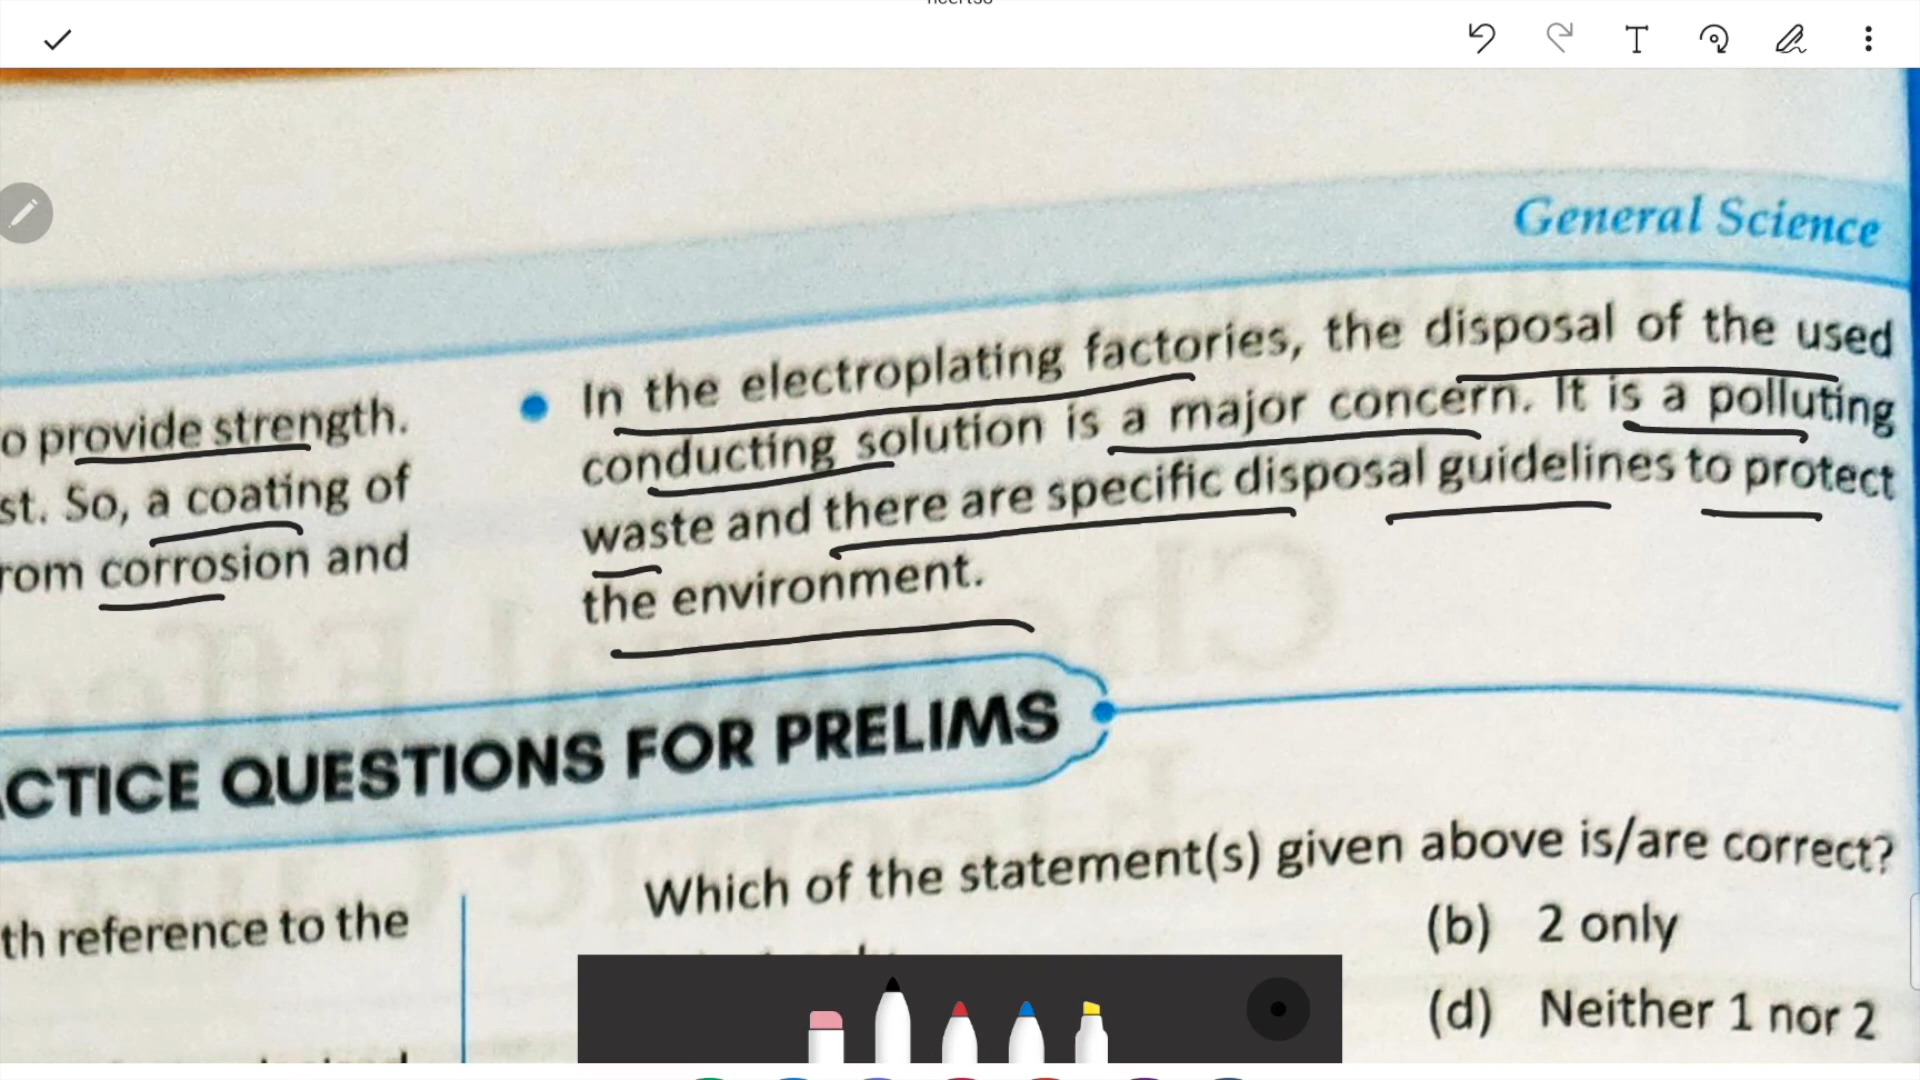 General Science
o provide strength.
st. So, a coating of
rom corrosion and
In the electroplating factories, the disposal of the used
conducting solution is a major concern. It is a polluting
waste and there are specific disposal guidelines to protect
the environment.
CTICE QUESTIONS FOR PRELIMS
th reference to the
Which of the statement(s) given above is/are correct?
(b) 2 only
(d) Neither 1 nor 2